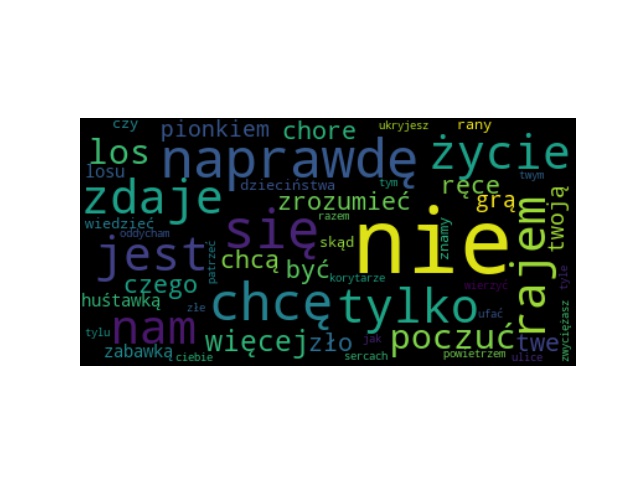 czy
pionkiem
chore
ukryjesz
rany
los
naprawdę
życie
losu
dzieciństwa
tym
twym
zdaje
zrozumieć
ręce
grą
twoją
wiedzieć
oddycham
się
razem
skąd
nie
znamy
rajem
jest
patrzeć
chcą
być
korytarze
czego
huśtawką
chcę
tylko
mierzyć
tyle
złe
nam
ufać
zwyciężasz
tylu
więcej
zło
jak
poczuć
twe
zabawką
ciebie
sercach
powietrzem
ulice